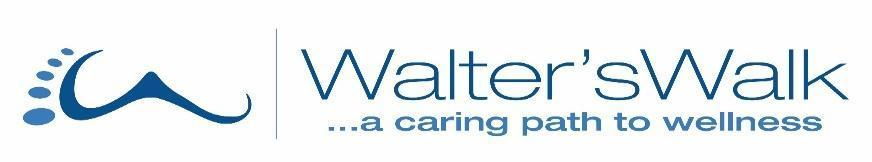 Walter'sWalk
...a caring path to wellness